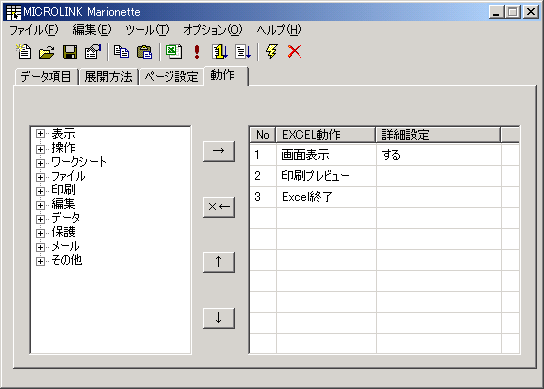 MICROLINK Marionette
ファイル(F) 編集(E) ツール(T) オプション(O) ヘルプ(H)
データ項目 展開方法 ページ設定 動作
表示
操作
ワークシート
ファイル
印刷
編集
データ
保護
メール
その他
→
×←
↑
↓
No EXCEL動作 詳細設定
1 画面表示 する
2 印刷プレビュー
3 Excel終了